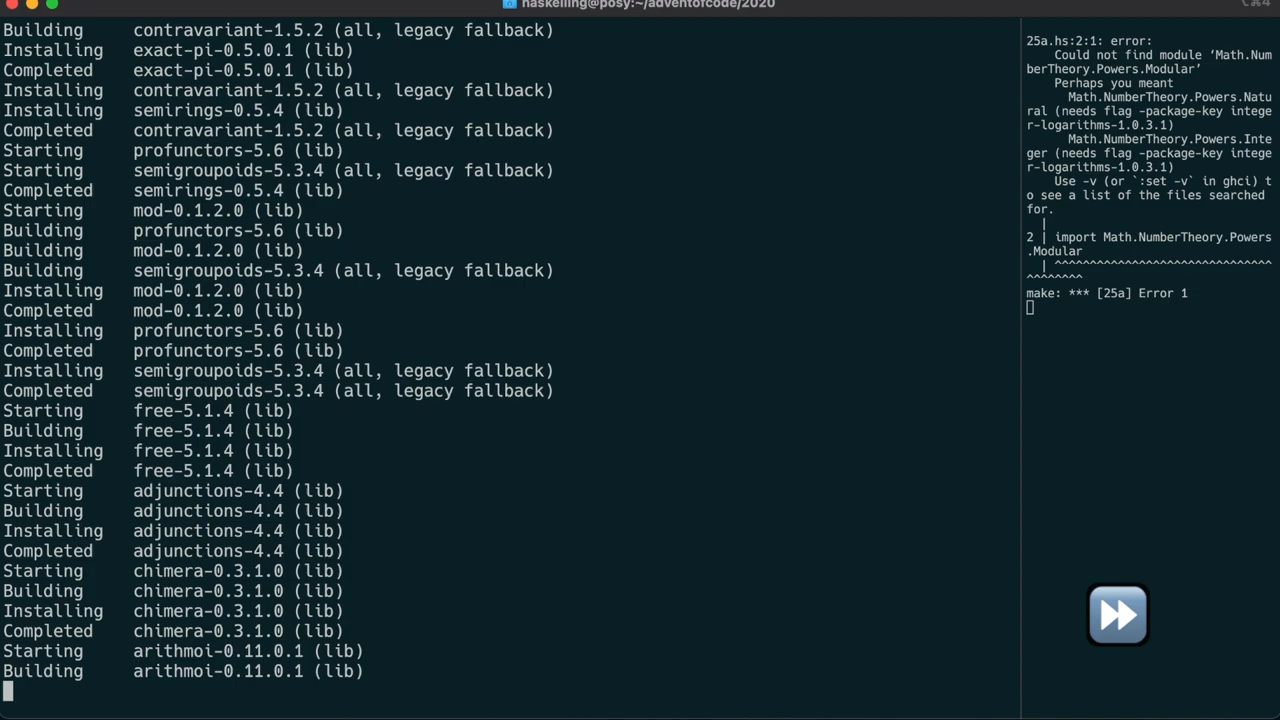 haskelling@posy:~/adventofcode/2020
⌥⌘4
Building contravariant-1.5.2 (all, legacy fallback)
Installing exact-pi-0.5.0.1 (lib)
Completed exact-pi-0.5.0.1 (lib)
Installing contravariant-1.5.2 (all, legacy fallback)
Installing semirings-0.5.4 (lib)
Completed contravariant-1.5.2 (all, legacy fallback)
Starting profunctors-5.6 (lib)
Starting semigroupoids-5.3.4 (all, legacy fallback)
Completed semirings-0.5.4 (lib)
Starting mod-0.1.2.0 (lib)
Building profunctors-5.6 (lib)
Building mod-0.1.2.0 (lib)
Building semigroupoids-5.3.4 (all, legacy fallback)
Installing mod-0.1.2.0 (lib)
Completed mod-0.1.2.0 (lib)
Installing profunctors-5.6 (lib)
Completed profunctors-5.6 (lib)
Installing semigroupoids-5.3.4 (all, legacy fallback)
Completed semigroupoids-5.3.4 (all, legacy fallback)
Starting free-5.1.4 (lib)
Building free-5.1.4 (lib)
Installing free-5.1.4 (lib)
Completed free-5.1.4 (lib)
Starting adjunctions-4.4 (lib)
Building adjunctions-4.4 (lib)
Installing adjunctions-4.4 (lib)
Completed adjunctions-4.4 (lib)
Starting chimera-0.3.1.0 (lib)
Building chimera-0.3.1.0 (lib)
Installing chimera-0.3.1.0 (lib)
Completed chimera-0.3.1.0 (lib)
Starting arithmoi-0.11.0.1 (lib)
Building arithmoi-0.11.0.1 (lib)
25a.hs:2:1: error:
Could not find module ‘Math.Num
berTheory.Powers.Modular’
Perhaps you meant
Math.NumberTheory.Powers.Natu
ral (needs flag -package-key intege
r-logarithms-1.0.3.1)
Math.NumberTheory.Powers.Inte
ger (needs flag -package-key intege
r-logarithms-1.0.3.1)
Use -v (or `:set -v` in ghci) t
o see a list of the files searched
for.
|
2 | import Math.NumberTheory.Powers
.Modular
| ^^^^^^^^^^^^^^^^^^^^^^^^^^^^^^^
^^^^^^^^
make: *** [25a] Error 1